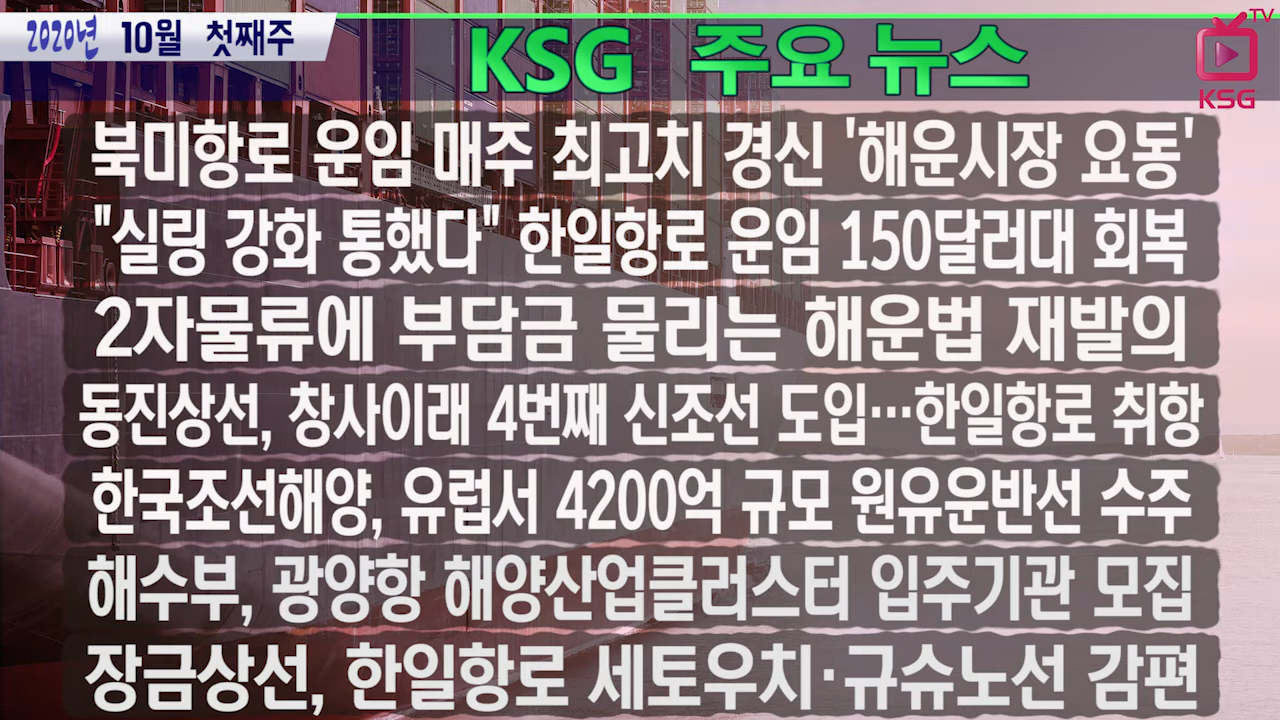 2020년 10월 첫째주
KSG 주요 뉴스
TV
KSG
북미항로 운임 매주 최고치 경신 '해운시장 요동'
"실링 강화 통했다" 한일항로 운임 150달러대 회복
2자물류에 부담금 물리는 해운법 재발의
동진상선, 창사이래 4번째 신조선 도입…한일항로 취항
한국조선해양, 유럽서 4200억 규모 원유운반선 수주
해수부, 광양항 해양산업클러스터 입주기관 모집
장금상선, 한일항로 세토우치·규슈노선 감편